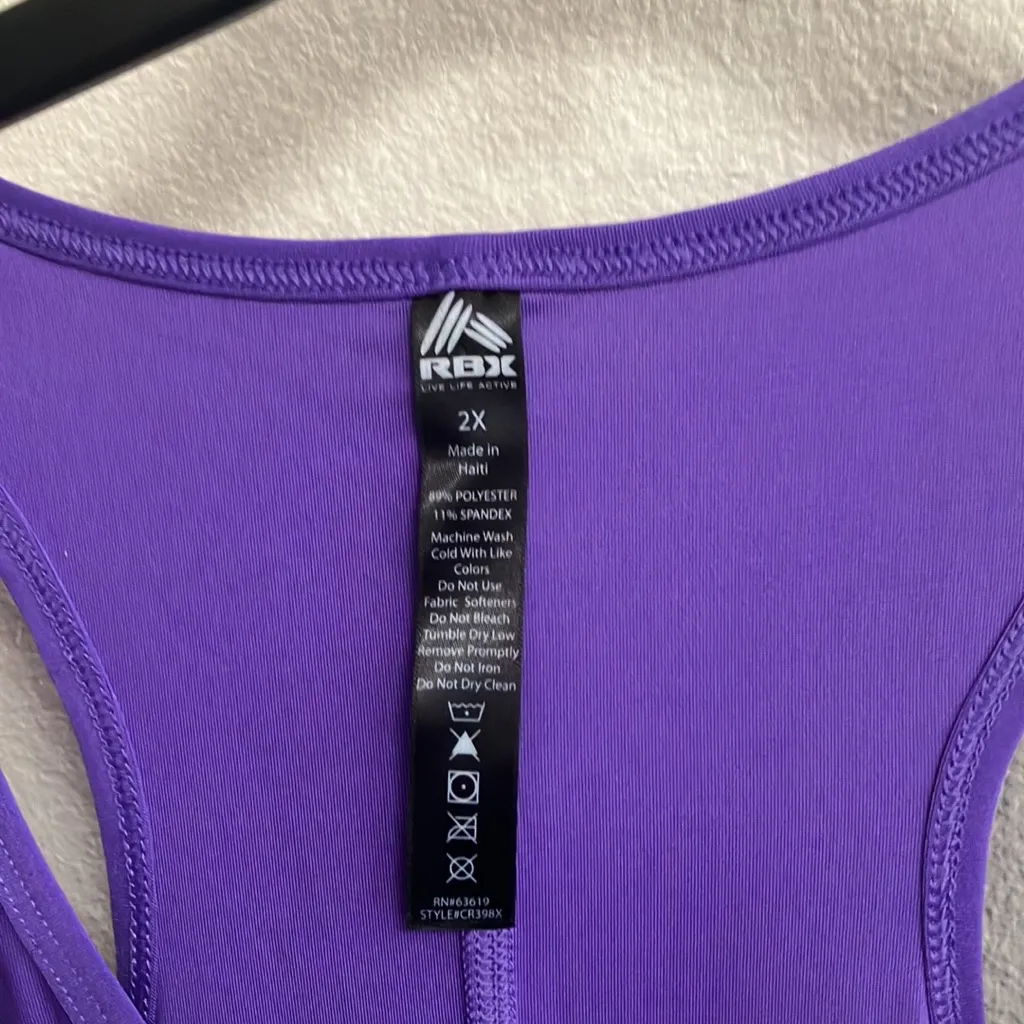 RBX
LIVE LIFE ACTIVE
2X
Made in
Haiti
89% POLYESTER
11% SPANDEX
Machine Wash
Cold With Like
Colors
Do Not Use
Fabric Softeners
Do Not Bleach
Tumble Dry Low
Remove Promptly
Do Not Iron
Do Not Dry Clean
RN#63619
STYLE#CR398X